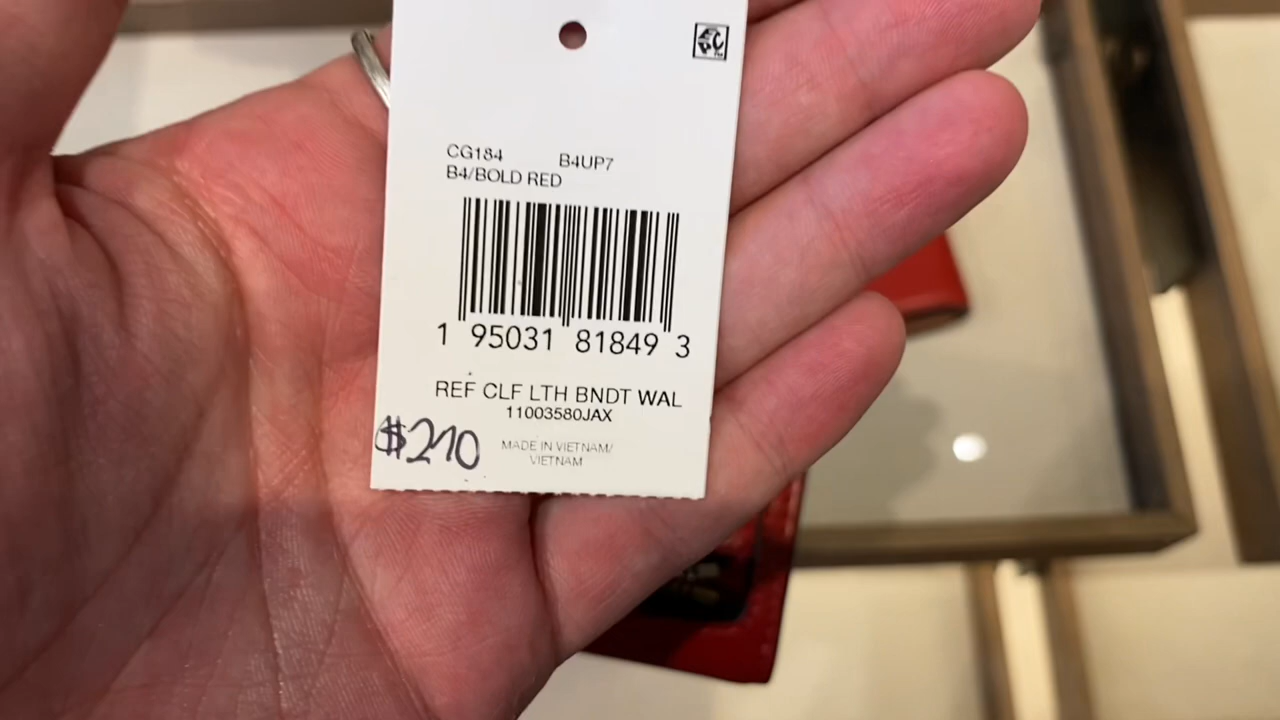 CG184 B4UP7
B4/BOLD RED
1 95031 81849 3
REF CLF LTH BNDT WAL
11003580JAX
$210
MADE IN VIETNAM/
VIETNAM